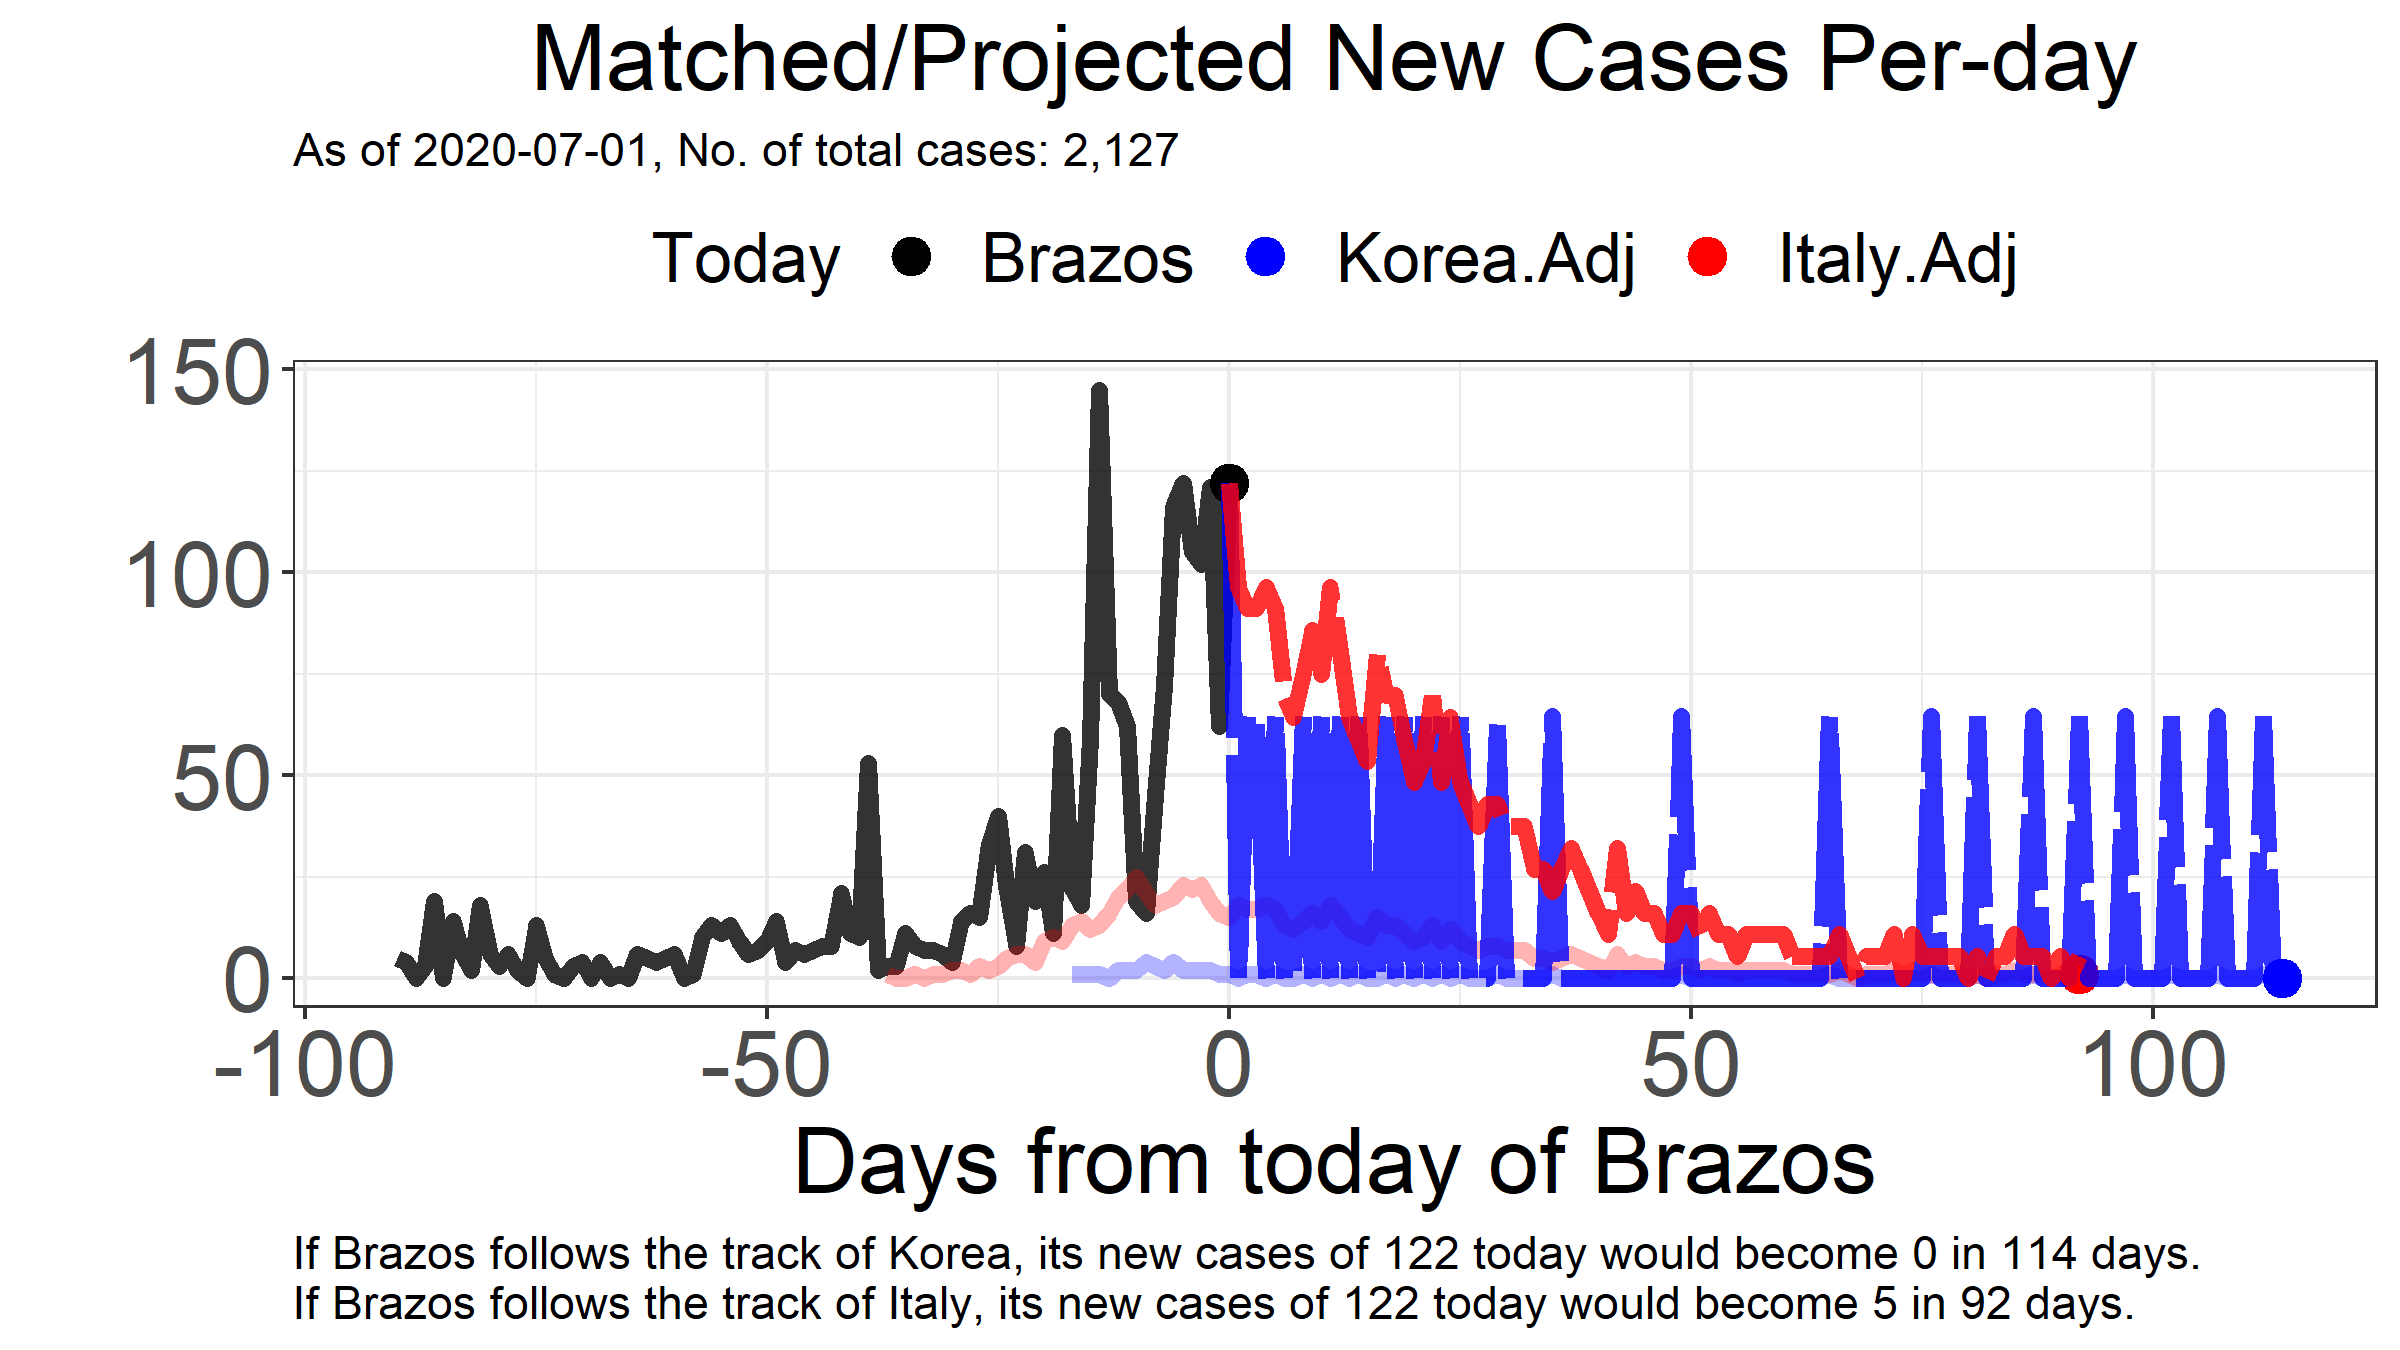 Matched/Projected New Cases Per-day
As of 2020-07-01, No. of total cases: 2,127
Today Brazos Korea.Adj Italy.Adj
150
100
50
0
-100 -50 0 50 100
Days from today of Brazos
If Brazos follows the track of Korea, its new cases of 122 today would become 0 in 114 days.
If Brazos follows the track of Italy, its new cases of 122 today would become 5 in 92 days.